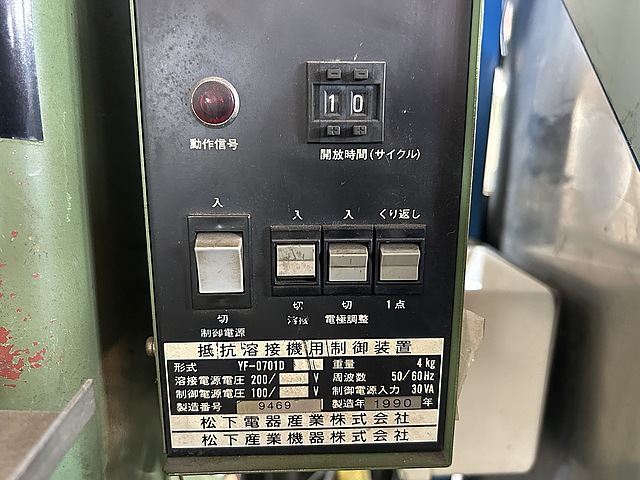 10
動作信号
開放時間(サイクル)
入
入 入 くり返し
切 切 切 1点
制御電源 溶接 電極調整
抵抗溶接機用制御装置
形式 YF-0701D 重量 4kg
溶接電源電圧 200/ V 周波数 50/60Hz
制御電源電圧 100/ V 制御電源入力 30VA
製造番号 9469 製造年 1990 年
松下電器産業株式会社
松下産業機器株式会社